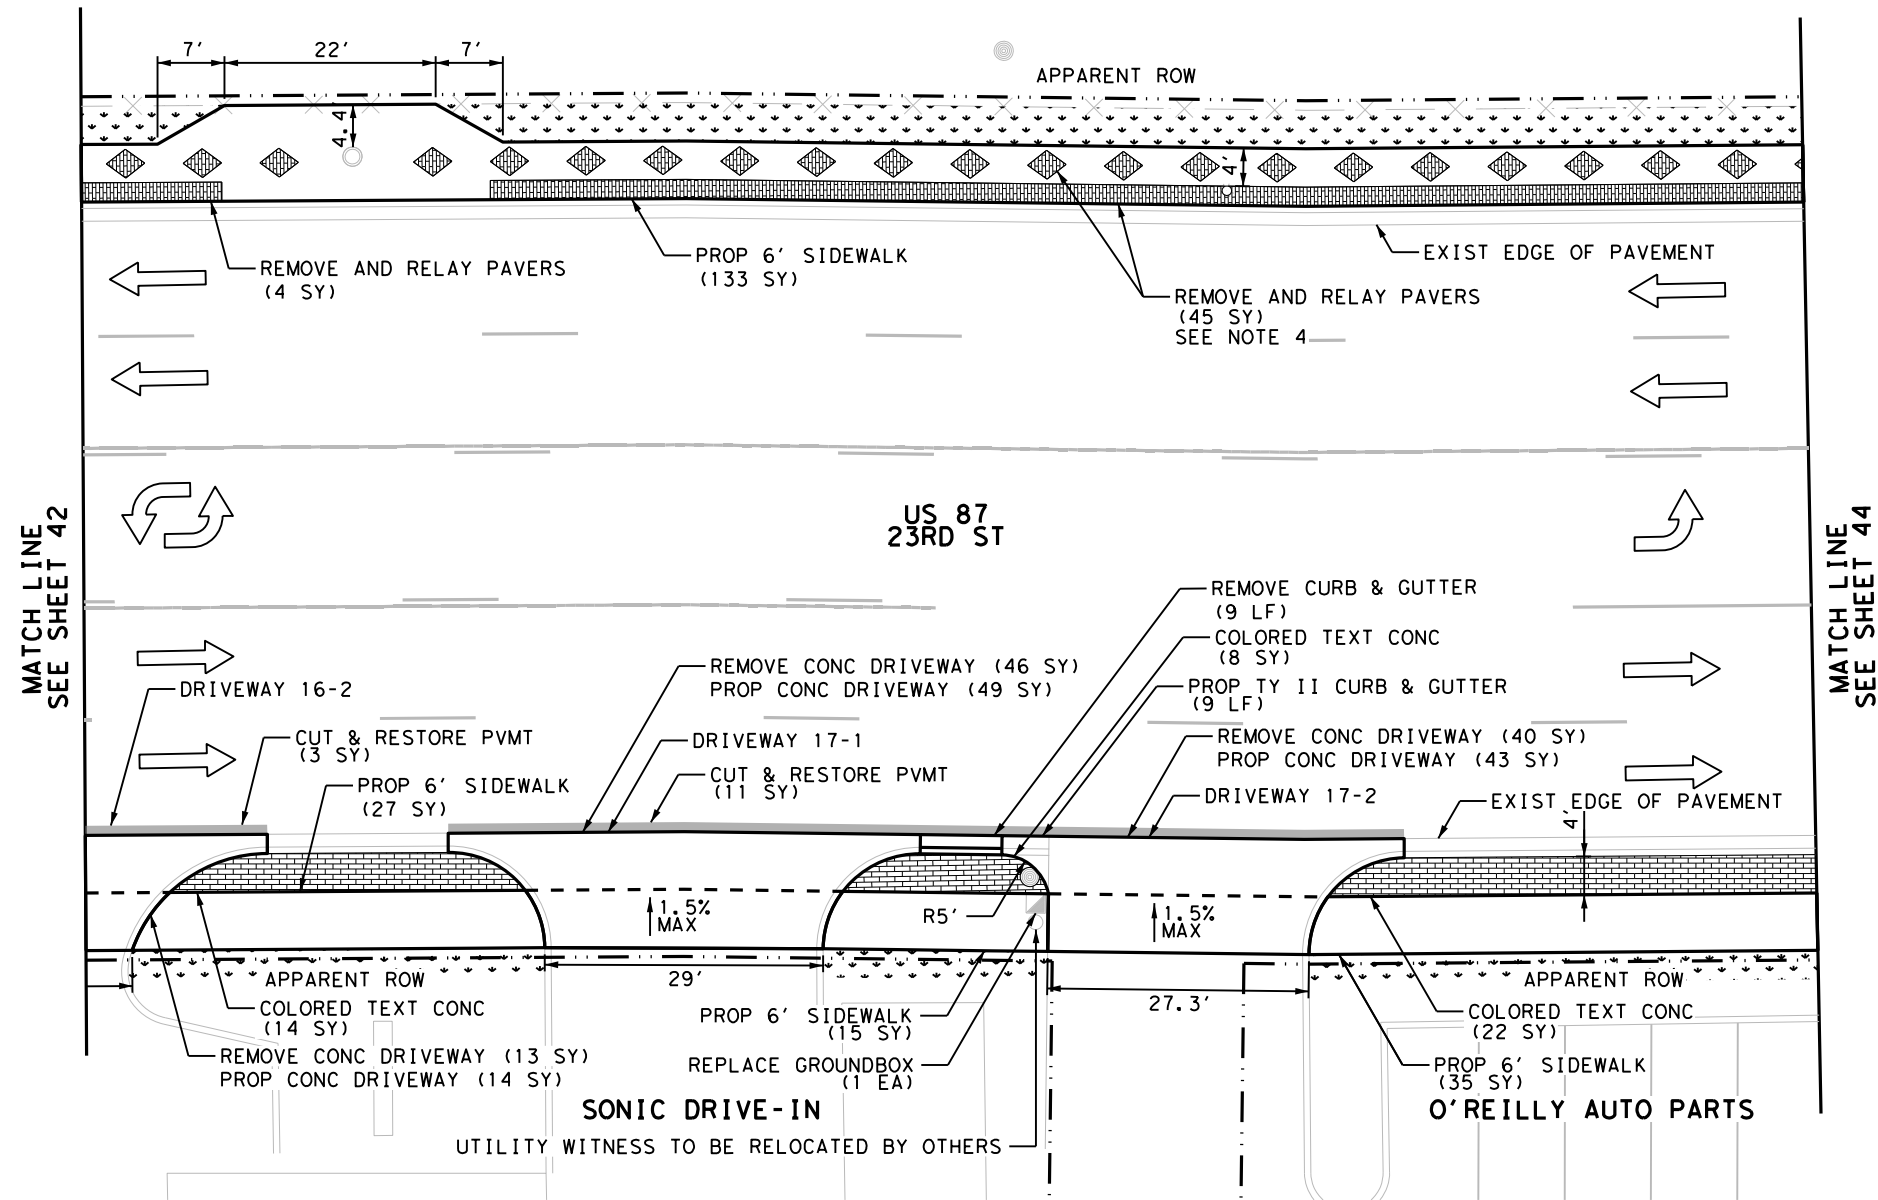 7'
22'
7'
APPARENT ROW
4.4'
4'
REMOVE AND RELAY PAVERS
(4 SY)
PROP 6' SIDEWALK
(133 SY)
EXIST EDGE OF PAVEMENT
REMOVE AND RELAY PAVERS
(45 SY)
SEE NOTE 4
MATCH LINE
SEE SHEET 42
US 87
23RD ST
MATCH LINE
SEE SHEET 44
REMOVE CURB & GUTTER
(9 LF)
COLORED TEXT CONC
(8 SY)
PROP TY II CURB & GUTTER
(9 LF)
REMOVE CONC DRIVEWAY (40 SY)
PROP CONC DRIVEWAY (43 SY)
DRIVEWAY 17-2
EXIST EDGE OF PAVEMENT
4'
DRIVEWAY 16-2
CUT & RESTORE PVMT
(3 SY)
PROP 6' SIDEWALK
(27 SY)
REMOVE CONC DRIVEWAY (46 SY)
PROP CONC DRIVEWAY (49 SY)
DRIVEWAY 17-1
CUT & RESTORE PVMT
(11 SY)
1.5%
MAX
R5'
1.5%
MAX
APPARENT ROW
COLORED TEXT CONC
(14 SY)
REMOVE CONC DRIVEWAY (13 SY)
PROP CONC DRIVEWAY (14 SY)
29'
PROP 6' SIDEWALK
(15 SY)
REPLACE GROUNDBOX
(1 EA)
27.3'
APPARENT ROW
COLORED TEXT CONC
(22 SY)
PROP 6' SIDEWALK
(35 SY)
SONIC DRIVE-IN
O'REILLY AUTO PARTS
UTILITY WITNESS TO BE RELOCATED BY OTHERS